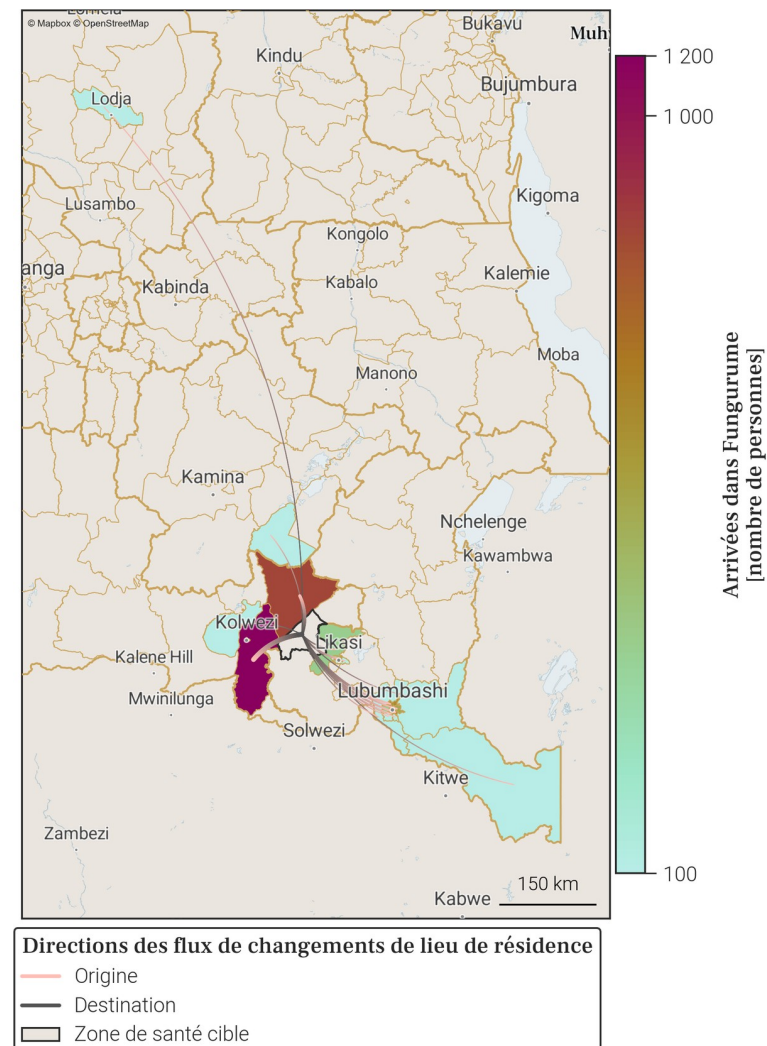 © Mapbox © OpenStreetMap
Bukavu
Kindu
Bujumbura
Lodja
Kigoma
Lusambo
Kongolo
anga
Kabinda
Kabalo
Kalemie
Moba
Manono
Kamina
Nchelenge
Kawambwa
Kolwezi
Likasi
Kalene Hill
Mwinilunga
Lubumbashi
Solwezi
Kitwe
Zambezi
Kabwe
150 km
1 200
1 000
100
Arrivées dans Fungurume
[nombre de personnes]
Directions des flux de changements de lieu de résidence
Origine
Destination
Zone de santé cible